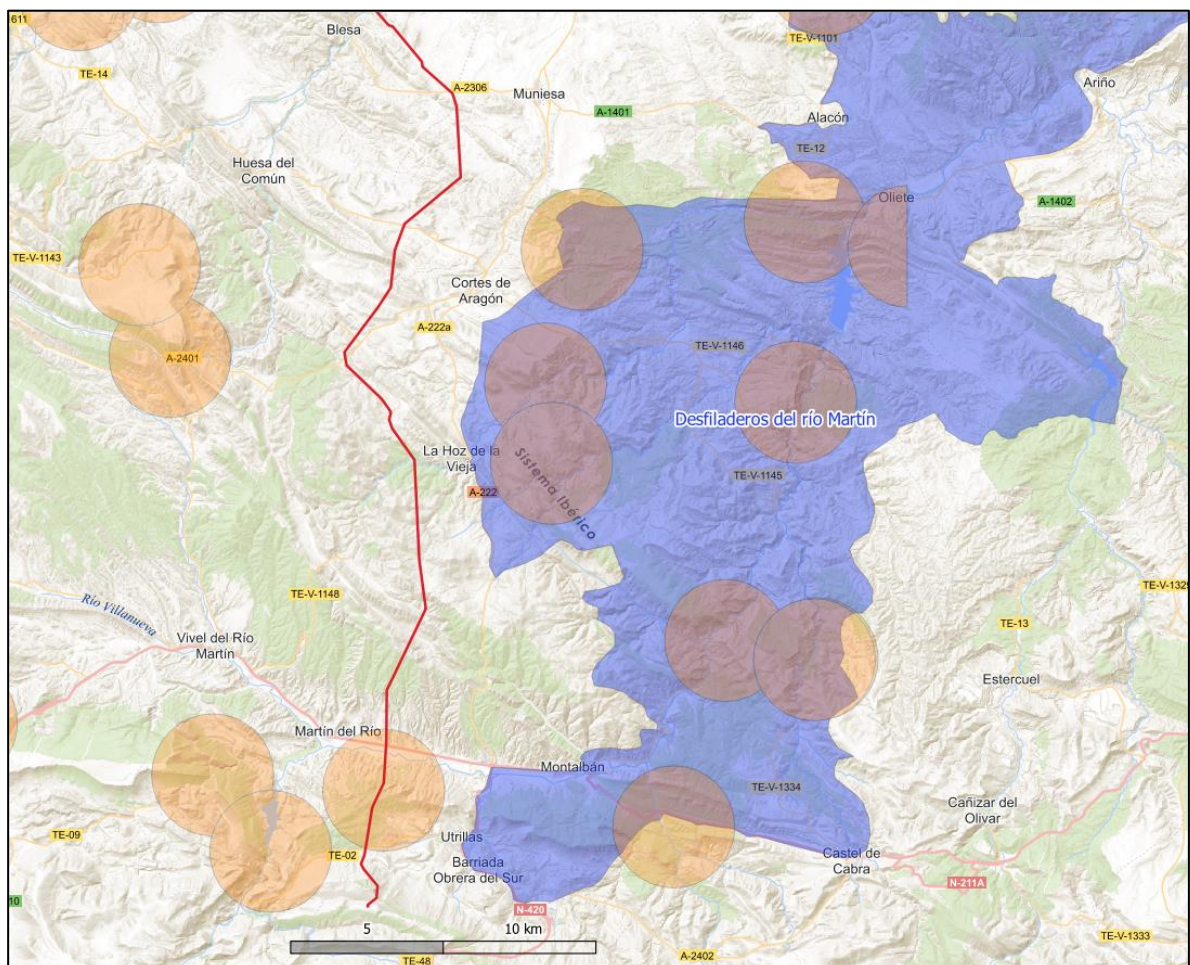 611
Blesa
TE-V-1101
TE-14
A-2306
Ariño
Muniesa
A-1401
Alacón
TE-12
Huesa del
Común
Oliete
A-1402
TE-V-1143
Cortes de
Aragón
A-222a
TE-V-1146
A-2401
Desfiladeros del río Martín
La Hoz de la
Vieja
Sistema Ibérico
TE-V-1145
A-222
Río Villanueva
TE-V-1148
TE-V-1329
Vivel del Río
Martín
TE-13
Estercuel
Martín del Río
Montalbán
TE-V-1334
Cañizar del
Olivar
TE-09
Utrillas
TE-02
Barriada
Obrera del Sur
Castel de
Cabra
N-211A
10
N-420
5
10 km
TE-V-1333
TE-48
A-2402